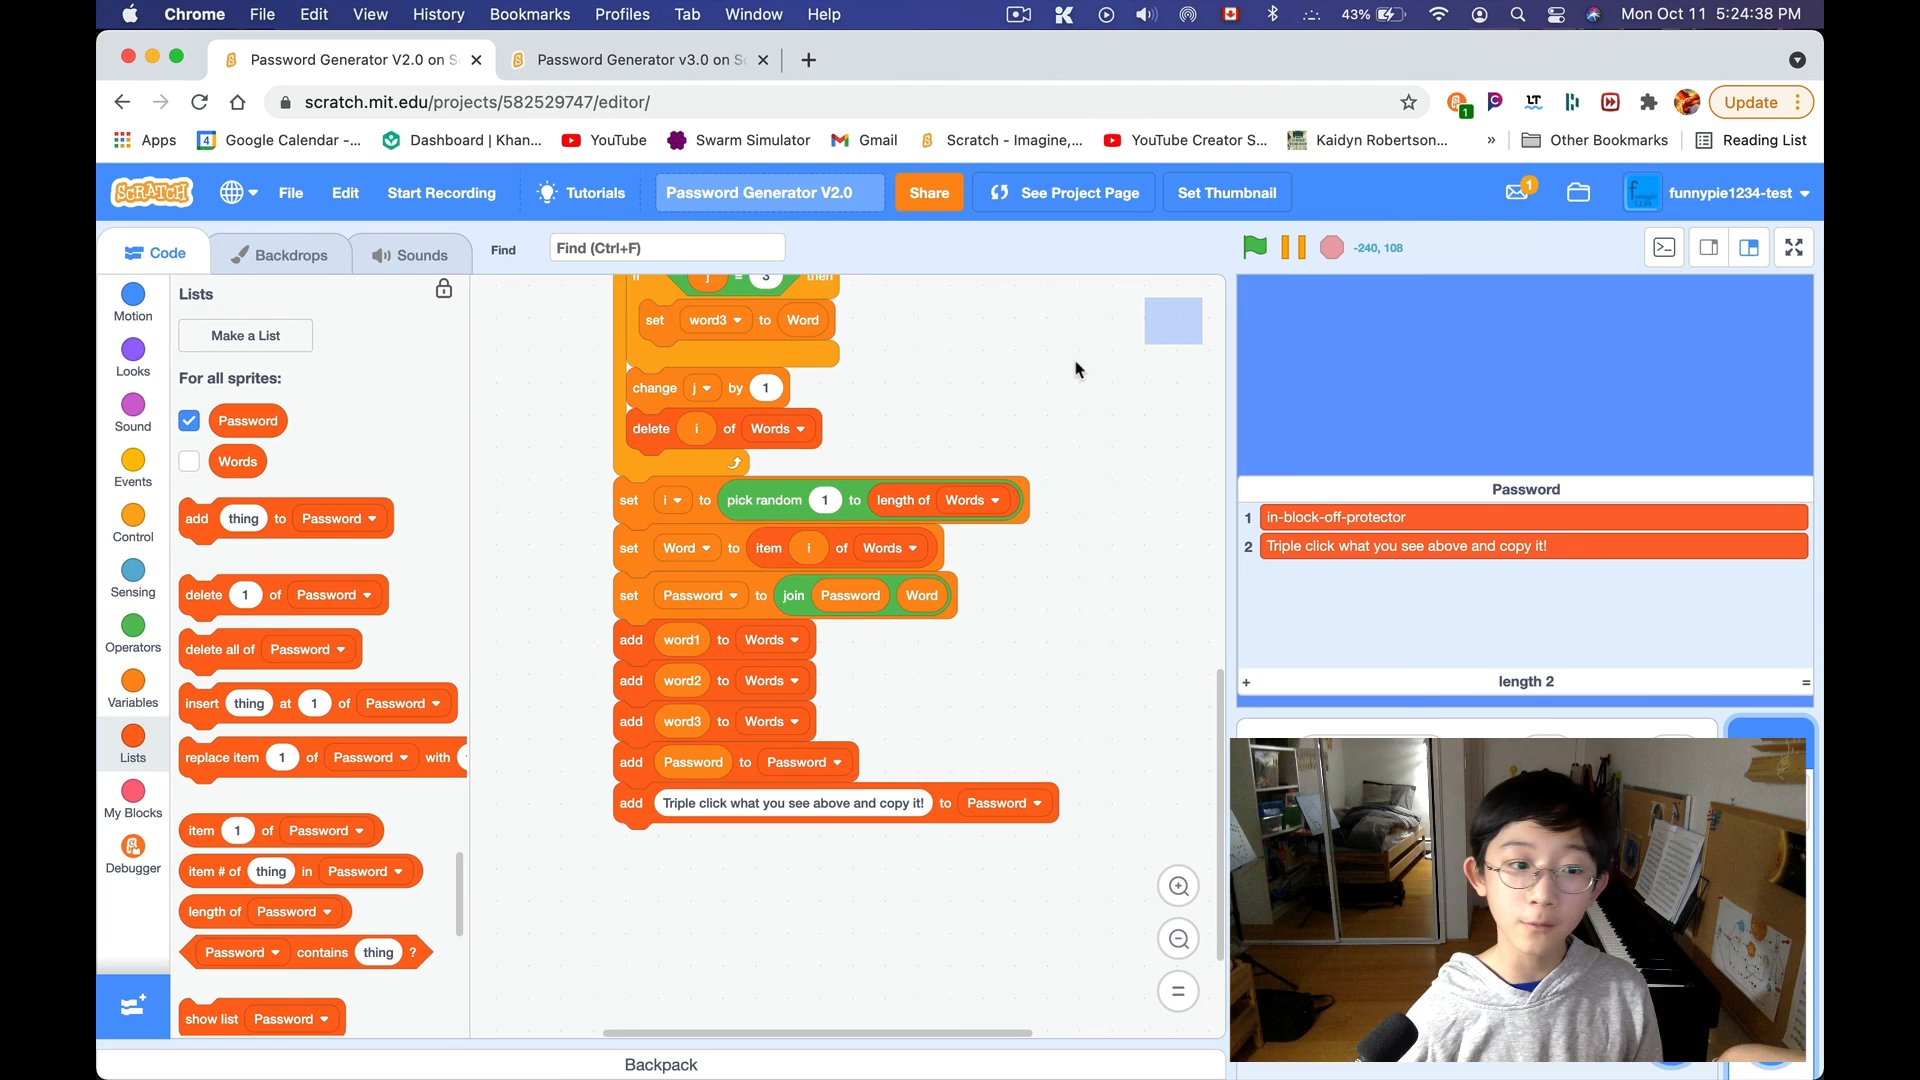 Chrome File Edit View History Bookmarks Profiles Tab Window Help 43% Mon Oct 11 5:24:38 PM
Password Generator V2.0 on S Password Generator v3.0 on Sc
scratch.mit.edu/projects/582529747/editor/ 1 LT Update
Apps 4 Google Calendar -... Dashboard | Khan... YouTube Swarm Simulator Gmail Scratch - Imagine,... YouTube Creator S... Kaidyn Robertson... » Other Bookmarks Reading List
SCRATCH File Edit Start Recording Tutorials Password Generator V2.0 Share See Project Page Set Thumbnail 1 funnypie1234-test
Code Backdrops Sounds Find Find (Ctrl+F) -240, 108
Motion
Looks
Sound
Events
Control
Sensing
Operators
Variables
Lists
My Blocks
Debugger
Lists
Make a List
For all sprites:
Password
Words
add thing to Password
delete 1 of Password
delete all of Password
insert thing at 1 of Password
replace item 1 of Password with
item 1 of Password
item # of thing in Password
length of Password
Password contains thing ?
show list Password
if j = 3 then
set word3 to Word
change j by 1
delete i of Words
set i to pick random 1 to length of Words
set Word to item i of Words
set Password to join Password Word
add word1 to Words
add word2 to Words
add word3 to Words
add Password to Password
add Triple click what you see above and copy it! to Password
Password
1 in-block-off-protector
2 Triple click what you see above and copy it!
+ length 2 =
Backpack